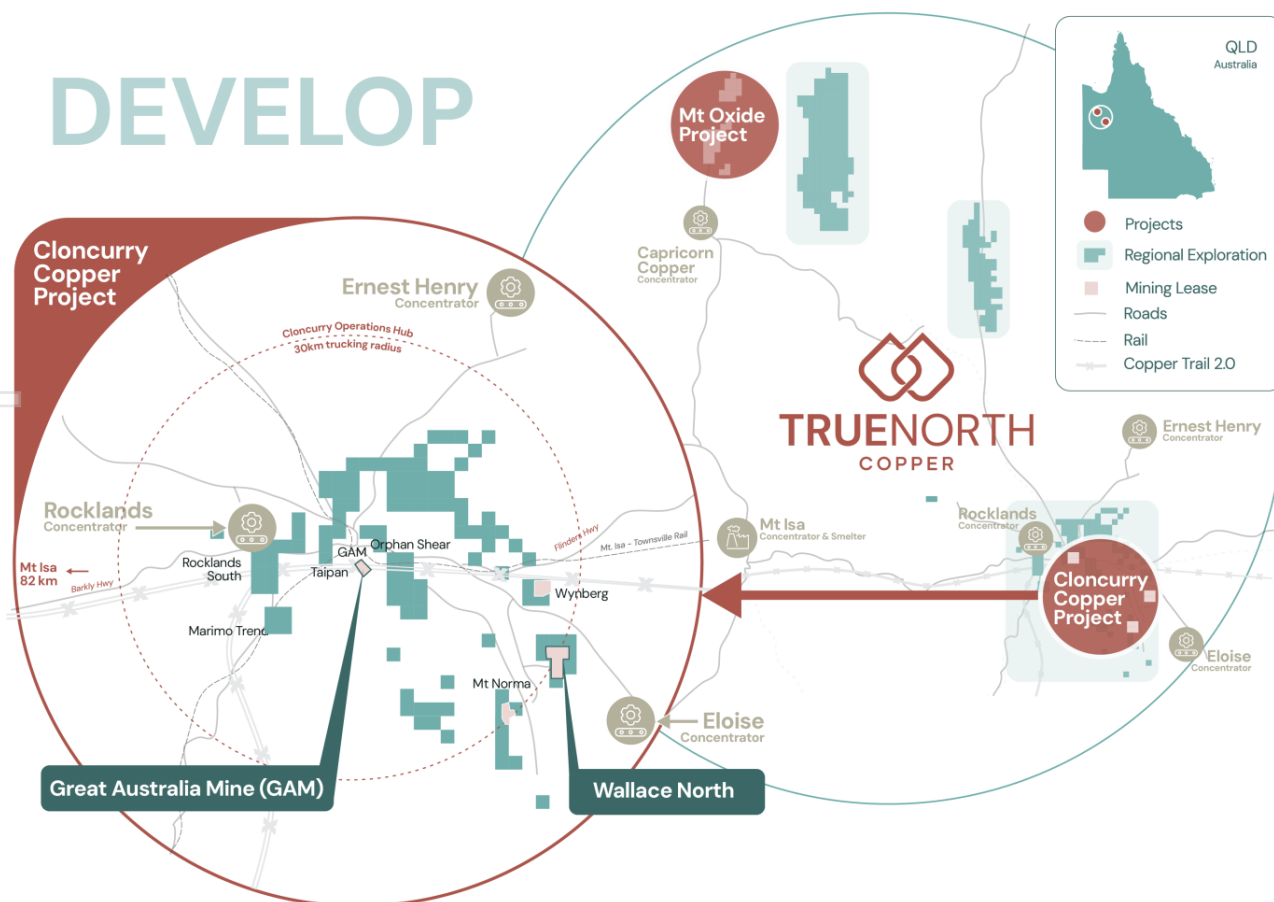 DEVELOP
Cloncurry
Copper
Project
Ernest Henry
Concentrator
Cloncurry Operations Hub
30km trucking radius
Rocklands
Concentrator
Mt Isa
82 km
Barkly Hwy
Rocklands
South
Marimo Trend
GAM
Taipan
Orphan Shear
Flinders Hwy
Mt. Isa - Townsville Rail
Wynberg
Mt Norma
Eloise
Concentrator
Great Australia Mine (GAM)
Wallace North
Mt Oxide
Project
Capricorn
Copper
Concentrator
TRUENORTH
COPPER
Mt Isa
Concentrator & Smelter
Rocklands
Concentrator
Ernest Henry
Concentrator
Cloncurry
Copper
Project
Eloise
Concentrator
QLD
Australia
Projects
Regional Exploration
Mining Lease
Roads
Rail
Copper Trail 2.0